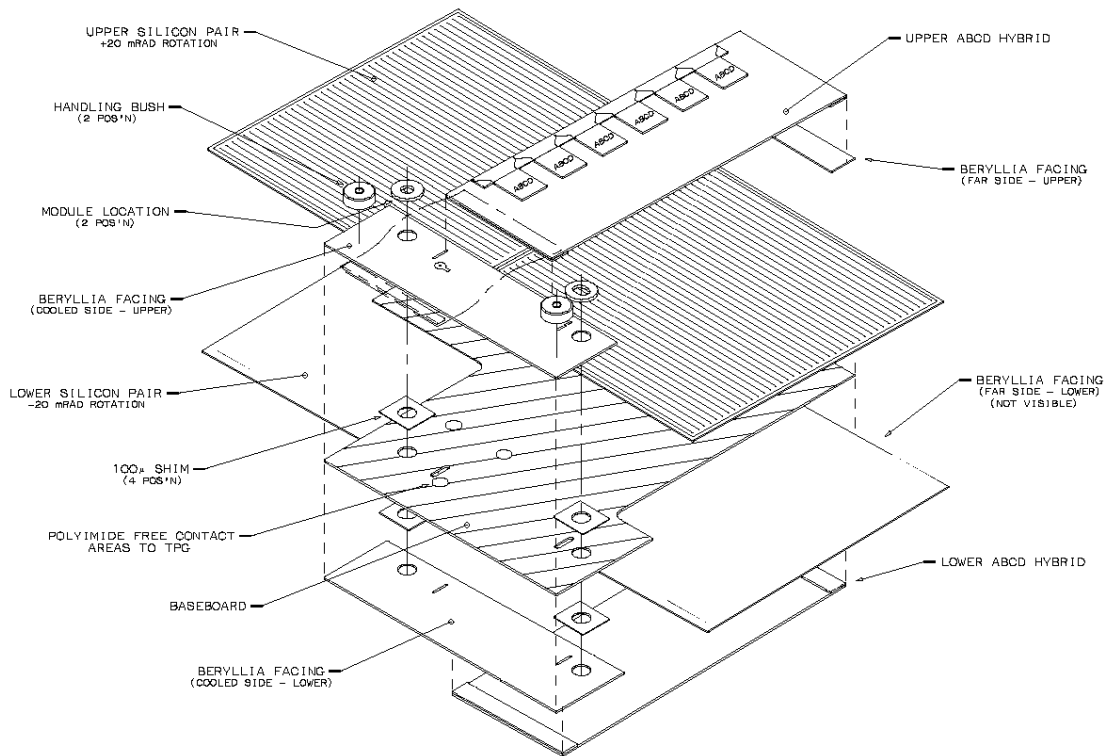 UPPER SILICON PAIR
+20 mRAD ROTATION
UPPER ABCD HYBRID
HANDLING BUSH
(2 POS'N)
ABCD
ABCD
ABCD
ABCD
ABCD
ABCD
BERYLLIA FACING
(FAR SIDE - UPPER)
MODULE LOCATION
(2 POS'N)
BERYLLIA FACING
(COOLED SIDE - UPPER)
LOWER SILICON PAIR
-20 mRAD ROTATION
BERYLLIA FACING
(FAR SIDE - LOWER)
(NOT VISIBLE)
100µ SHIM
(4 POS'N)
POLYIMIDE FREE CONTACT
AREAS TO TPG
LOWER ABCD HYBRID
BASEBOARD
BERYLLIA FACING
(COOLED SIDE - LOWER)